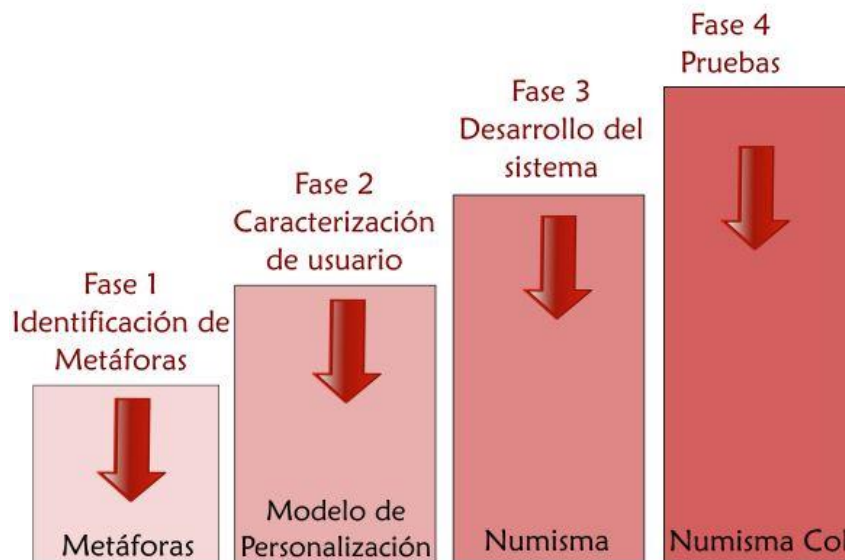 Fase 1
Identificación de
Metáforas
Metáforas
Fase 2
Caracterización
de usuario
Modelo de
Personalización
Fase 3
Desarrollo del
sistema
Numisma
Fase 4
Pruebas
Numisma Col